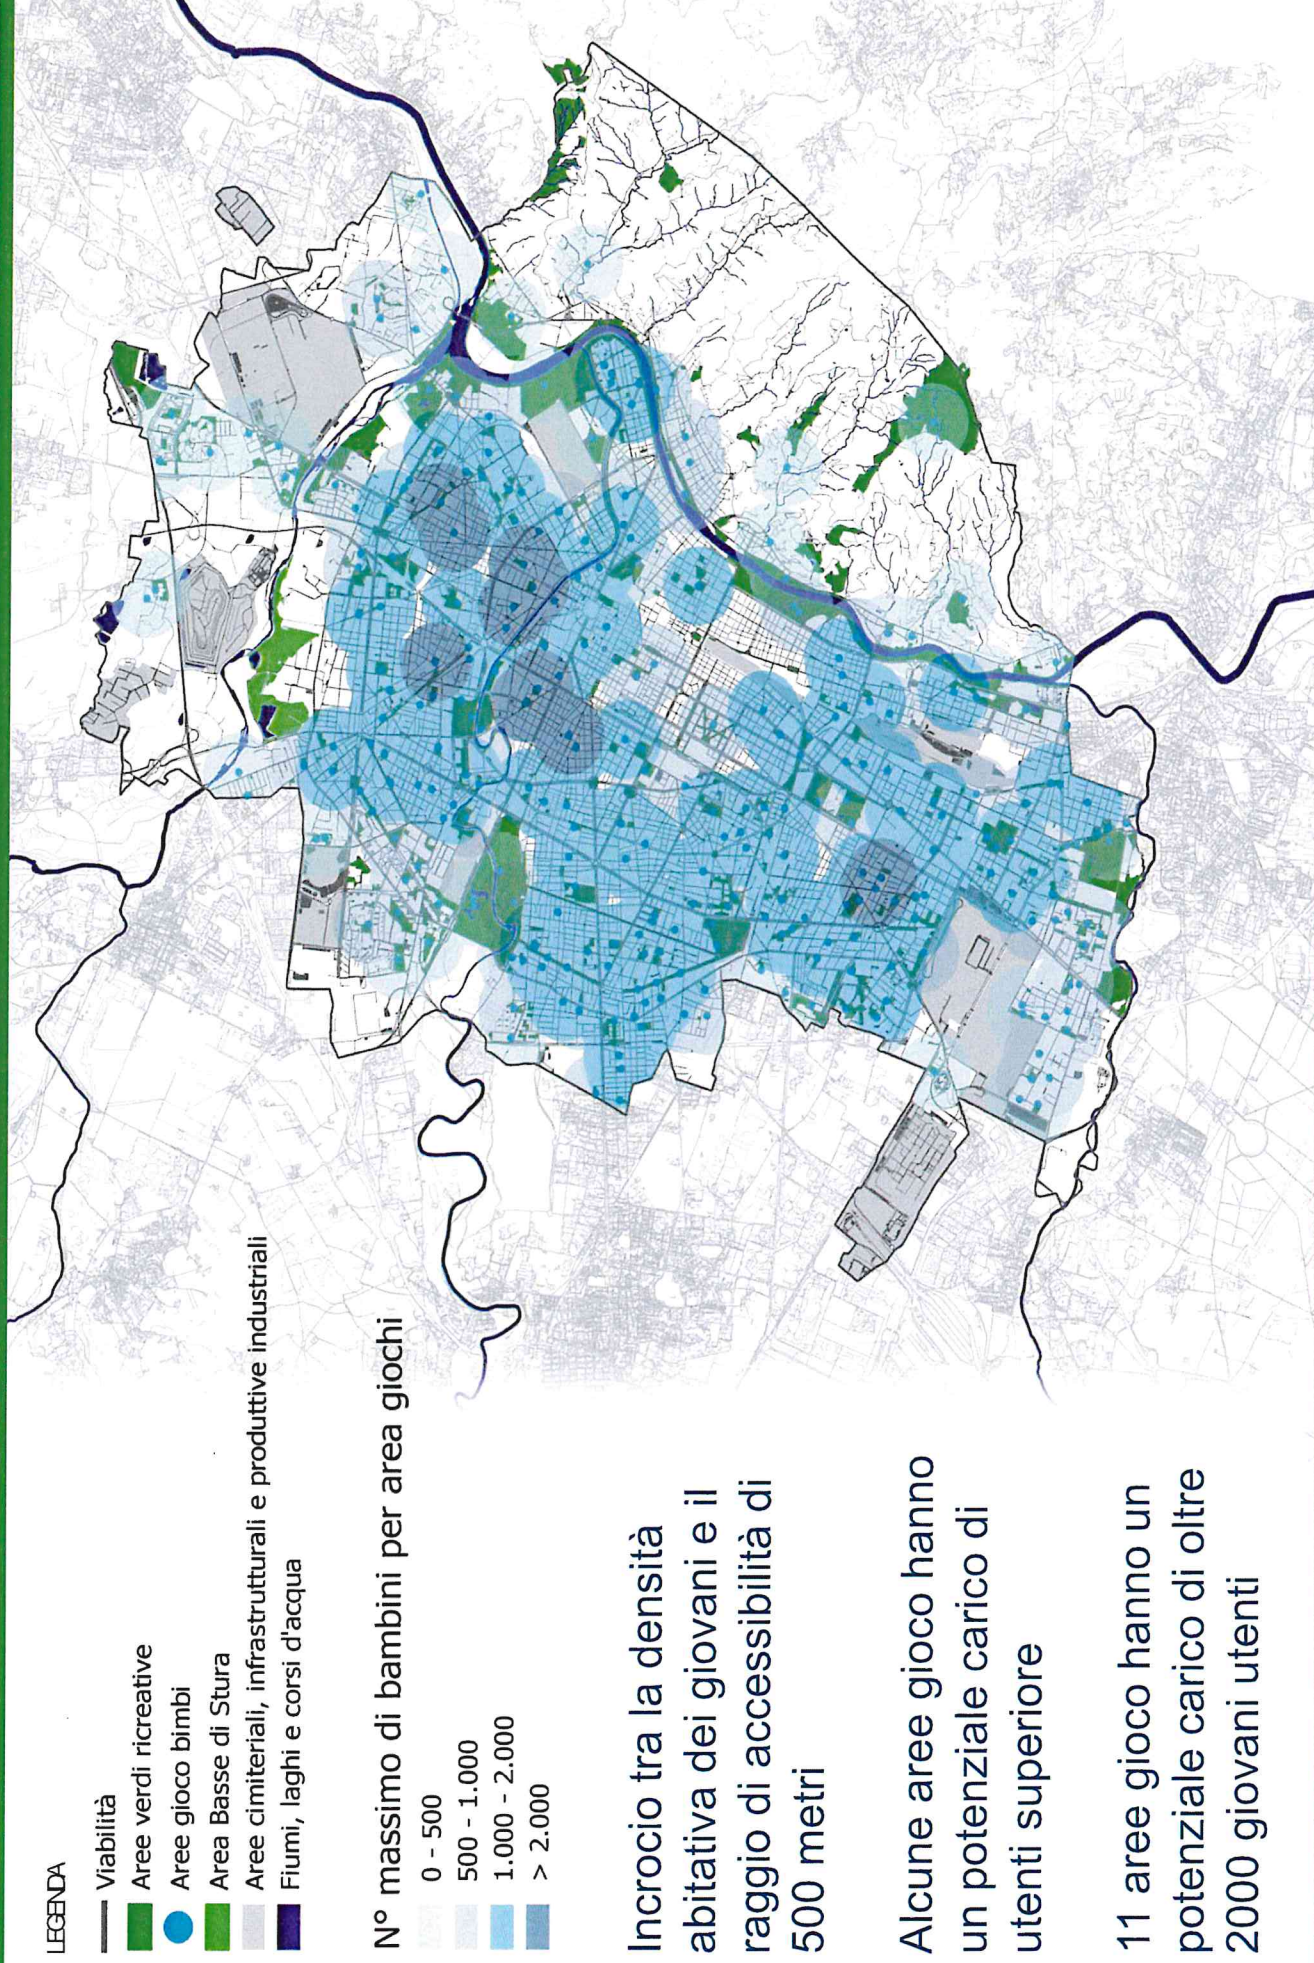 LEGENDA
Viabilità
Aree verdi ricreative
Aree gioco bimbi
Area Basse di Stura
Aree cimiteriali, infrastrutturali e produttive industriali
Fiumi, laghi e corsi d'acqua
N° massimo di bambini per area giochi
0 - 500
500 - 1.000
1.000 - 2.000
> 2.000
Incrocio tra la densità
abitativa dei giovani e il
raggio di accessibilità di
500 metri
Alcune aree gioco hanno
un potenziale carico di
utenti superiore
11 aree gioco hanno un
potenziale carico di oltre
2000 giovani utenti